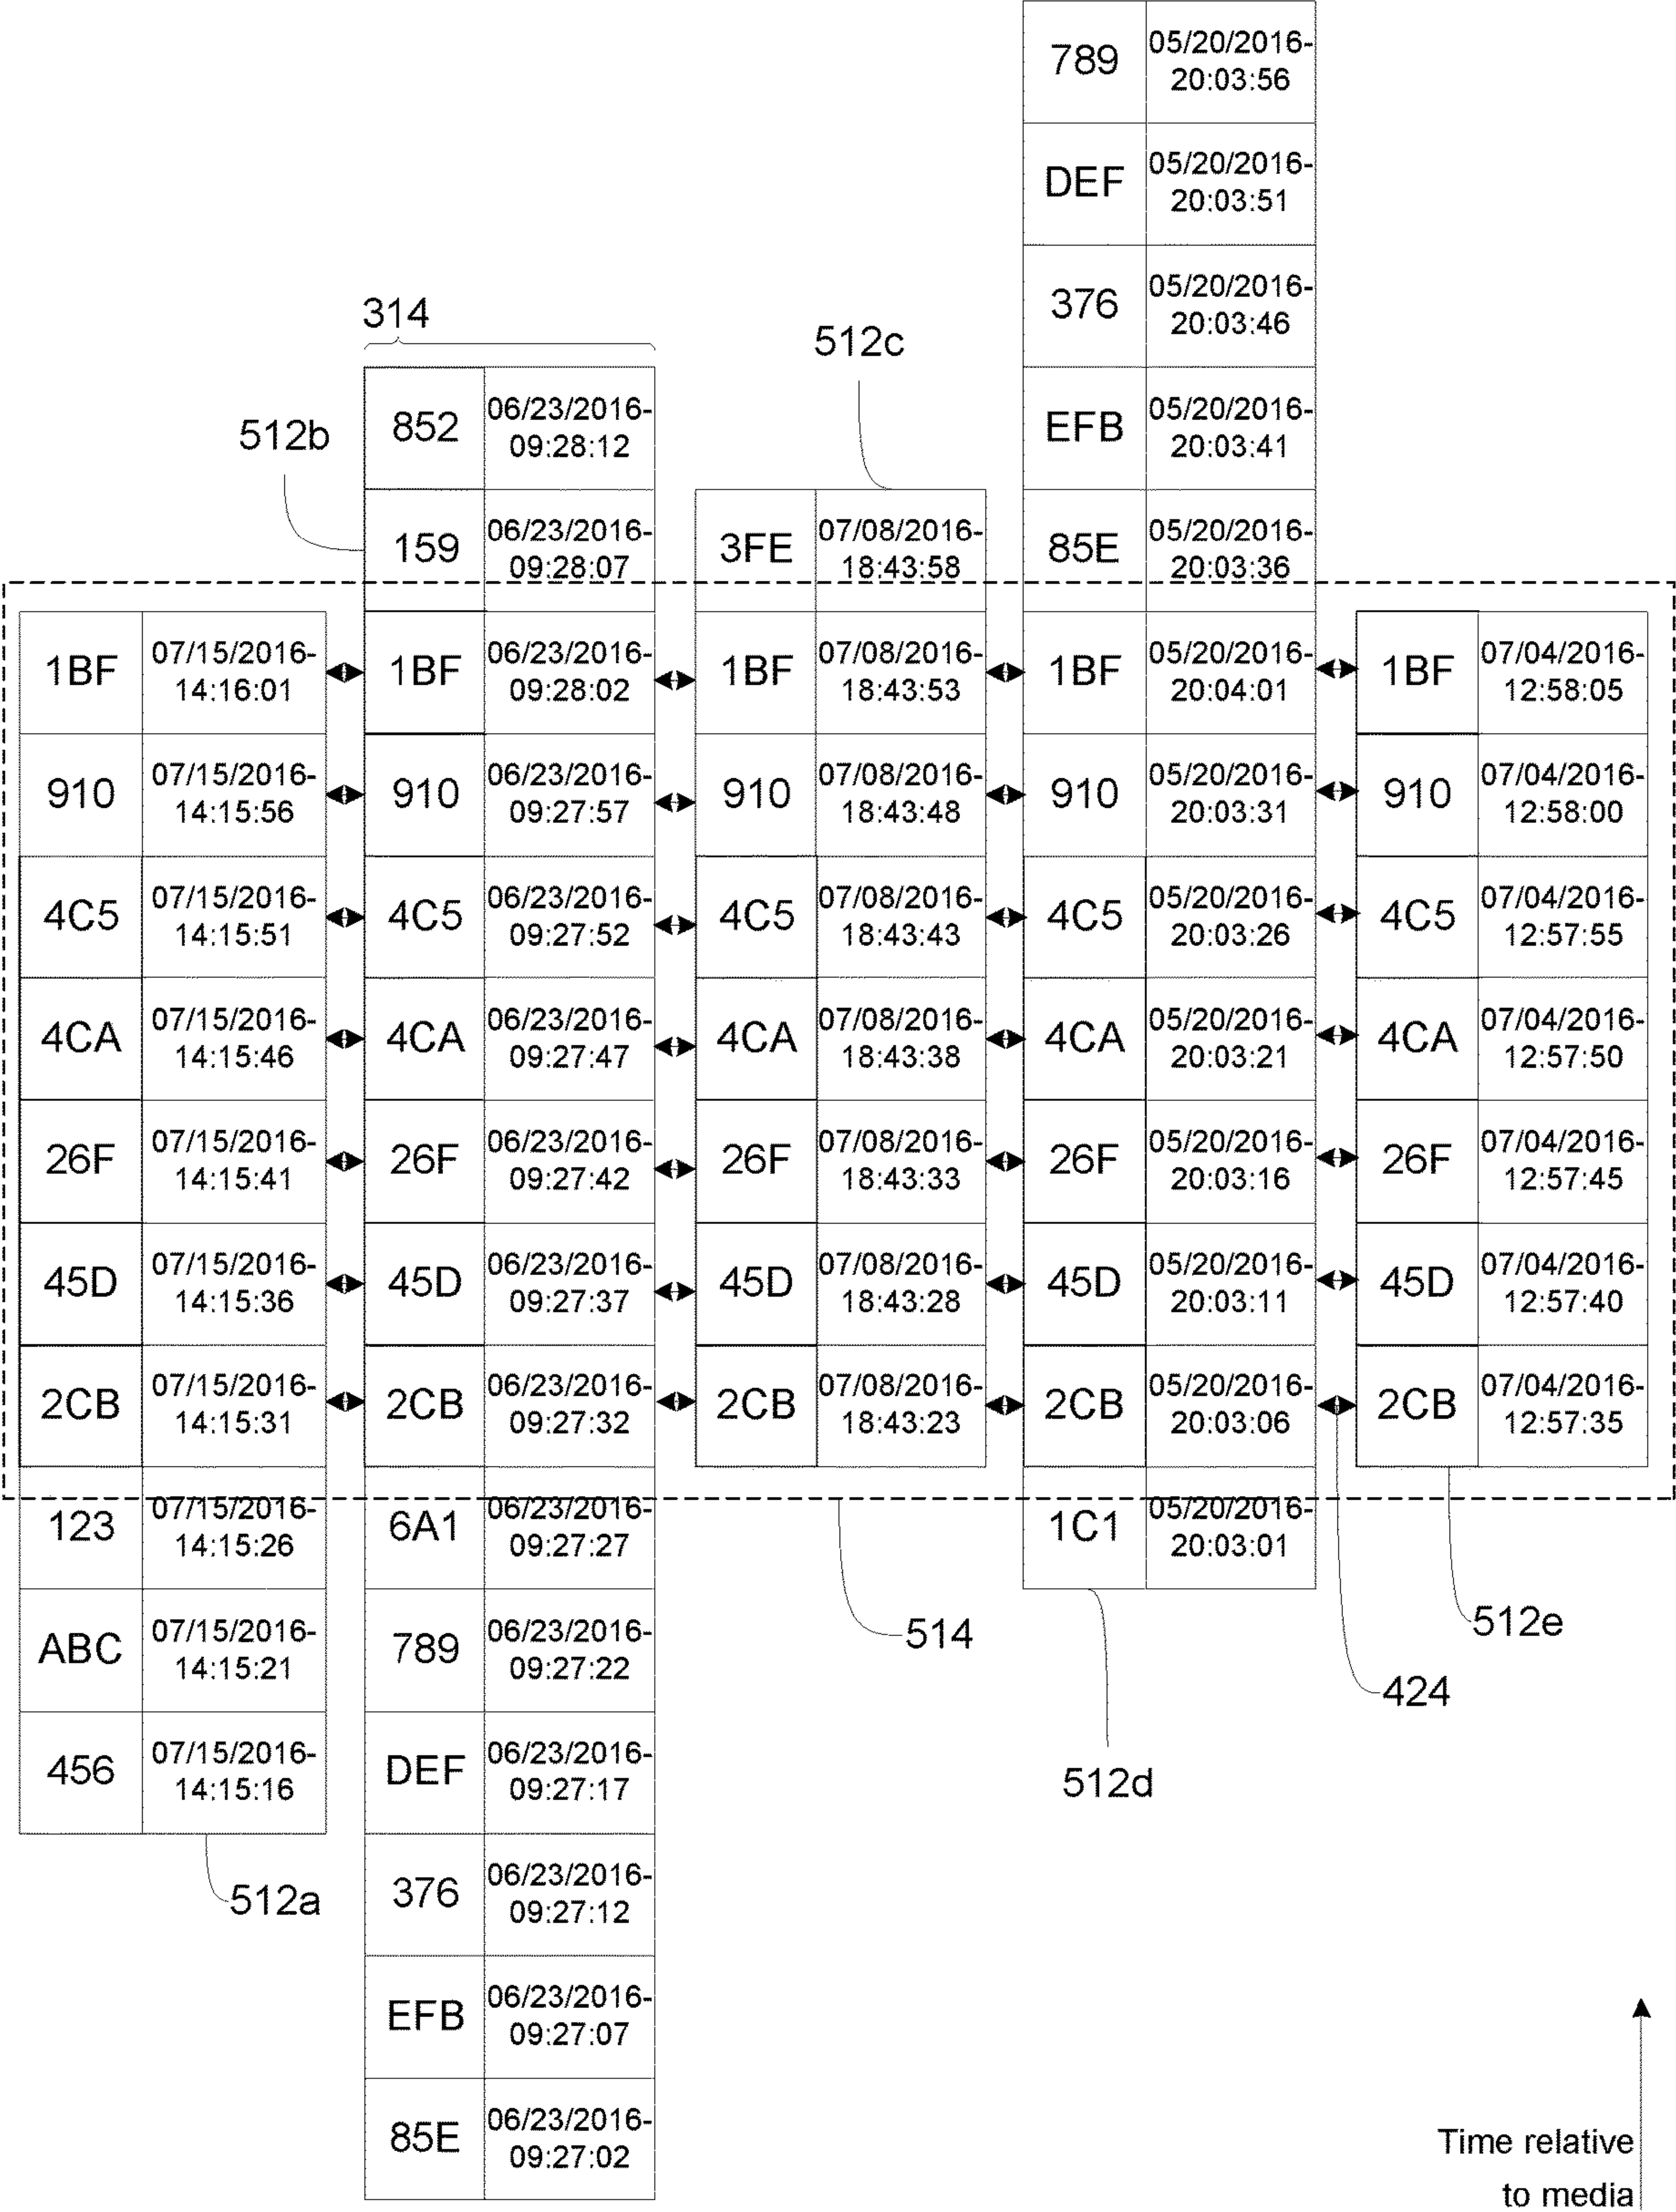 789 05/20/2016-
20:03:56
DEF 05/20/2016-
20:03:51
376 05/20/2016-
20:03:46
314
512c
EFB 05/20/2016-
20:03:41
852 06/23/2016-
09:28:12
512b
159 06/23/2016-
09:28:07
3FE 07/08/2016-
18:43:58
85E 05/20/2016-
20:03:36
1BF 07/15/2016-
14:16:01
1BF 06/23/2016-
09:28:02
1BF 07/08/2016-
18:43:53
1BF 05/20/2016-
20:04:01
1BF 07/04/2016-
12:58:05
910 07/15/2016-
14:15:56
910 06/23/2016-
09:27:57
910 07/08/2016-
18:43:48
910 05/20/2016-
20:03:31
910 07/04/2016-
12:58:00
4C5 07/15/2016-
14:15:51
4C5 06/23/2016-
09:27:52
4C5 07/08/2016-
18:43:43
4C5 05/20/2016-
20:03:26
4C5 07/04/2016-
12:57:55
4CA 07/15/2016-
14:15:46
4CA 06/23/2016-
09:27:47
4CA 07/08/2016-
18:43:38
4CA 05/20/2016-
20:03:21
4CA 07/04/2016-
12:57:50
26F 07/15/2016-
14:15:41
26F 06/23/2016-
09:27:42
26F 07/08/2016-
18:43:33
26F 05/20/2016-
20:03:16
26F 07/04/2016-
12:57:45
45D 07/15/2016-
14:15:36
45D 06/23/2016-
09:27:37
45D 07/08/2016-
18:43:28
45D 05/20/2016-
20:03:11
45D 07/04/2016-
12:57:40
2CB 07/15/2016-
14:15:31
2CB 06/23/2016-
09:27:32
2CB 07/08/2016-
18:43:23
2CB 05/20/2016-
20:03:06
2CB 07/04/2016-
12:57:35
123 07/15/2016-
14:15:26
6A1 06/23/2016-
09:27:27
1C1 05/20/2016-
20:03:01
ABC 07/15/2016-
14:15:21
789 06/23/2016-
09:27:22
514
512e
424
456 07/15/2016-
14:15:16
DEF 06/23/2016-
09:27:17
512d
512a
376 06/23/2016-
09:27:12
EFB 06/23/2016-
09:27:07
85E 06/23/2016-
09:27:02
Time relative
to media